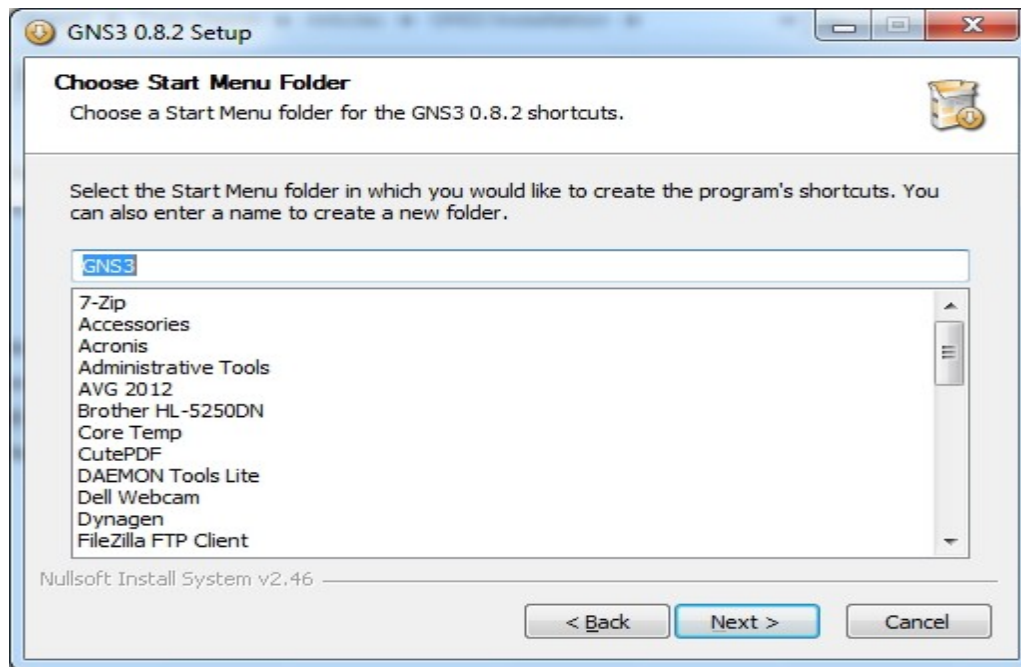 GNS3 0.8.2 Setup
Choose Start Menu Folder
Choose a Start Menu folder for the GNS3 0.8.2 shortcuts.
Select the Start Menu folder in which you would like to create the program's shortcuts. You
can also enter a name to create a new folder.
GNS3
7-Zip
Accessories
Acronis
Administrative Tools
AVG 2012
Brother HL-5250DN
Core Temp
CutePDF
DAEMON Tools Lite
Dell Webcam
Dynagen
FileZilla FTP Client
Nullsoft Install System v2.46
< Back
Next >
Cancel